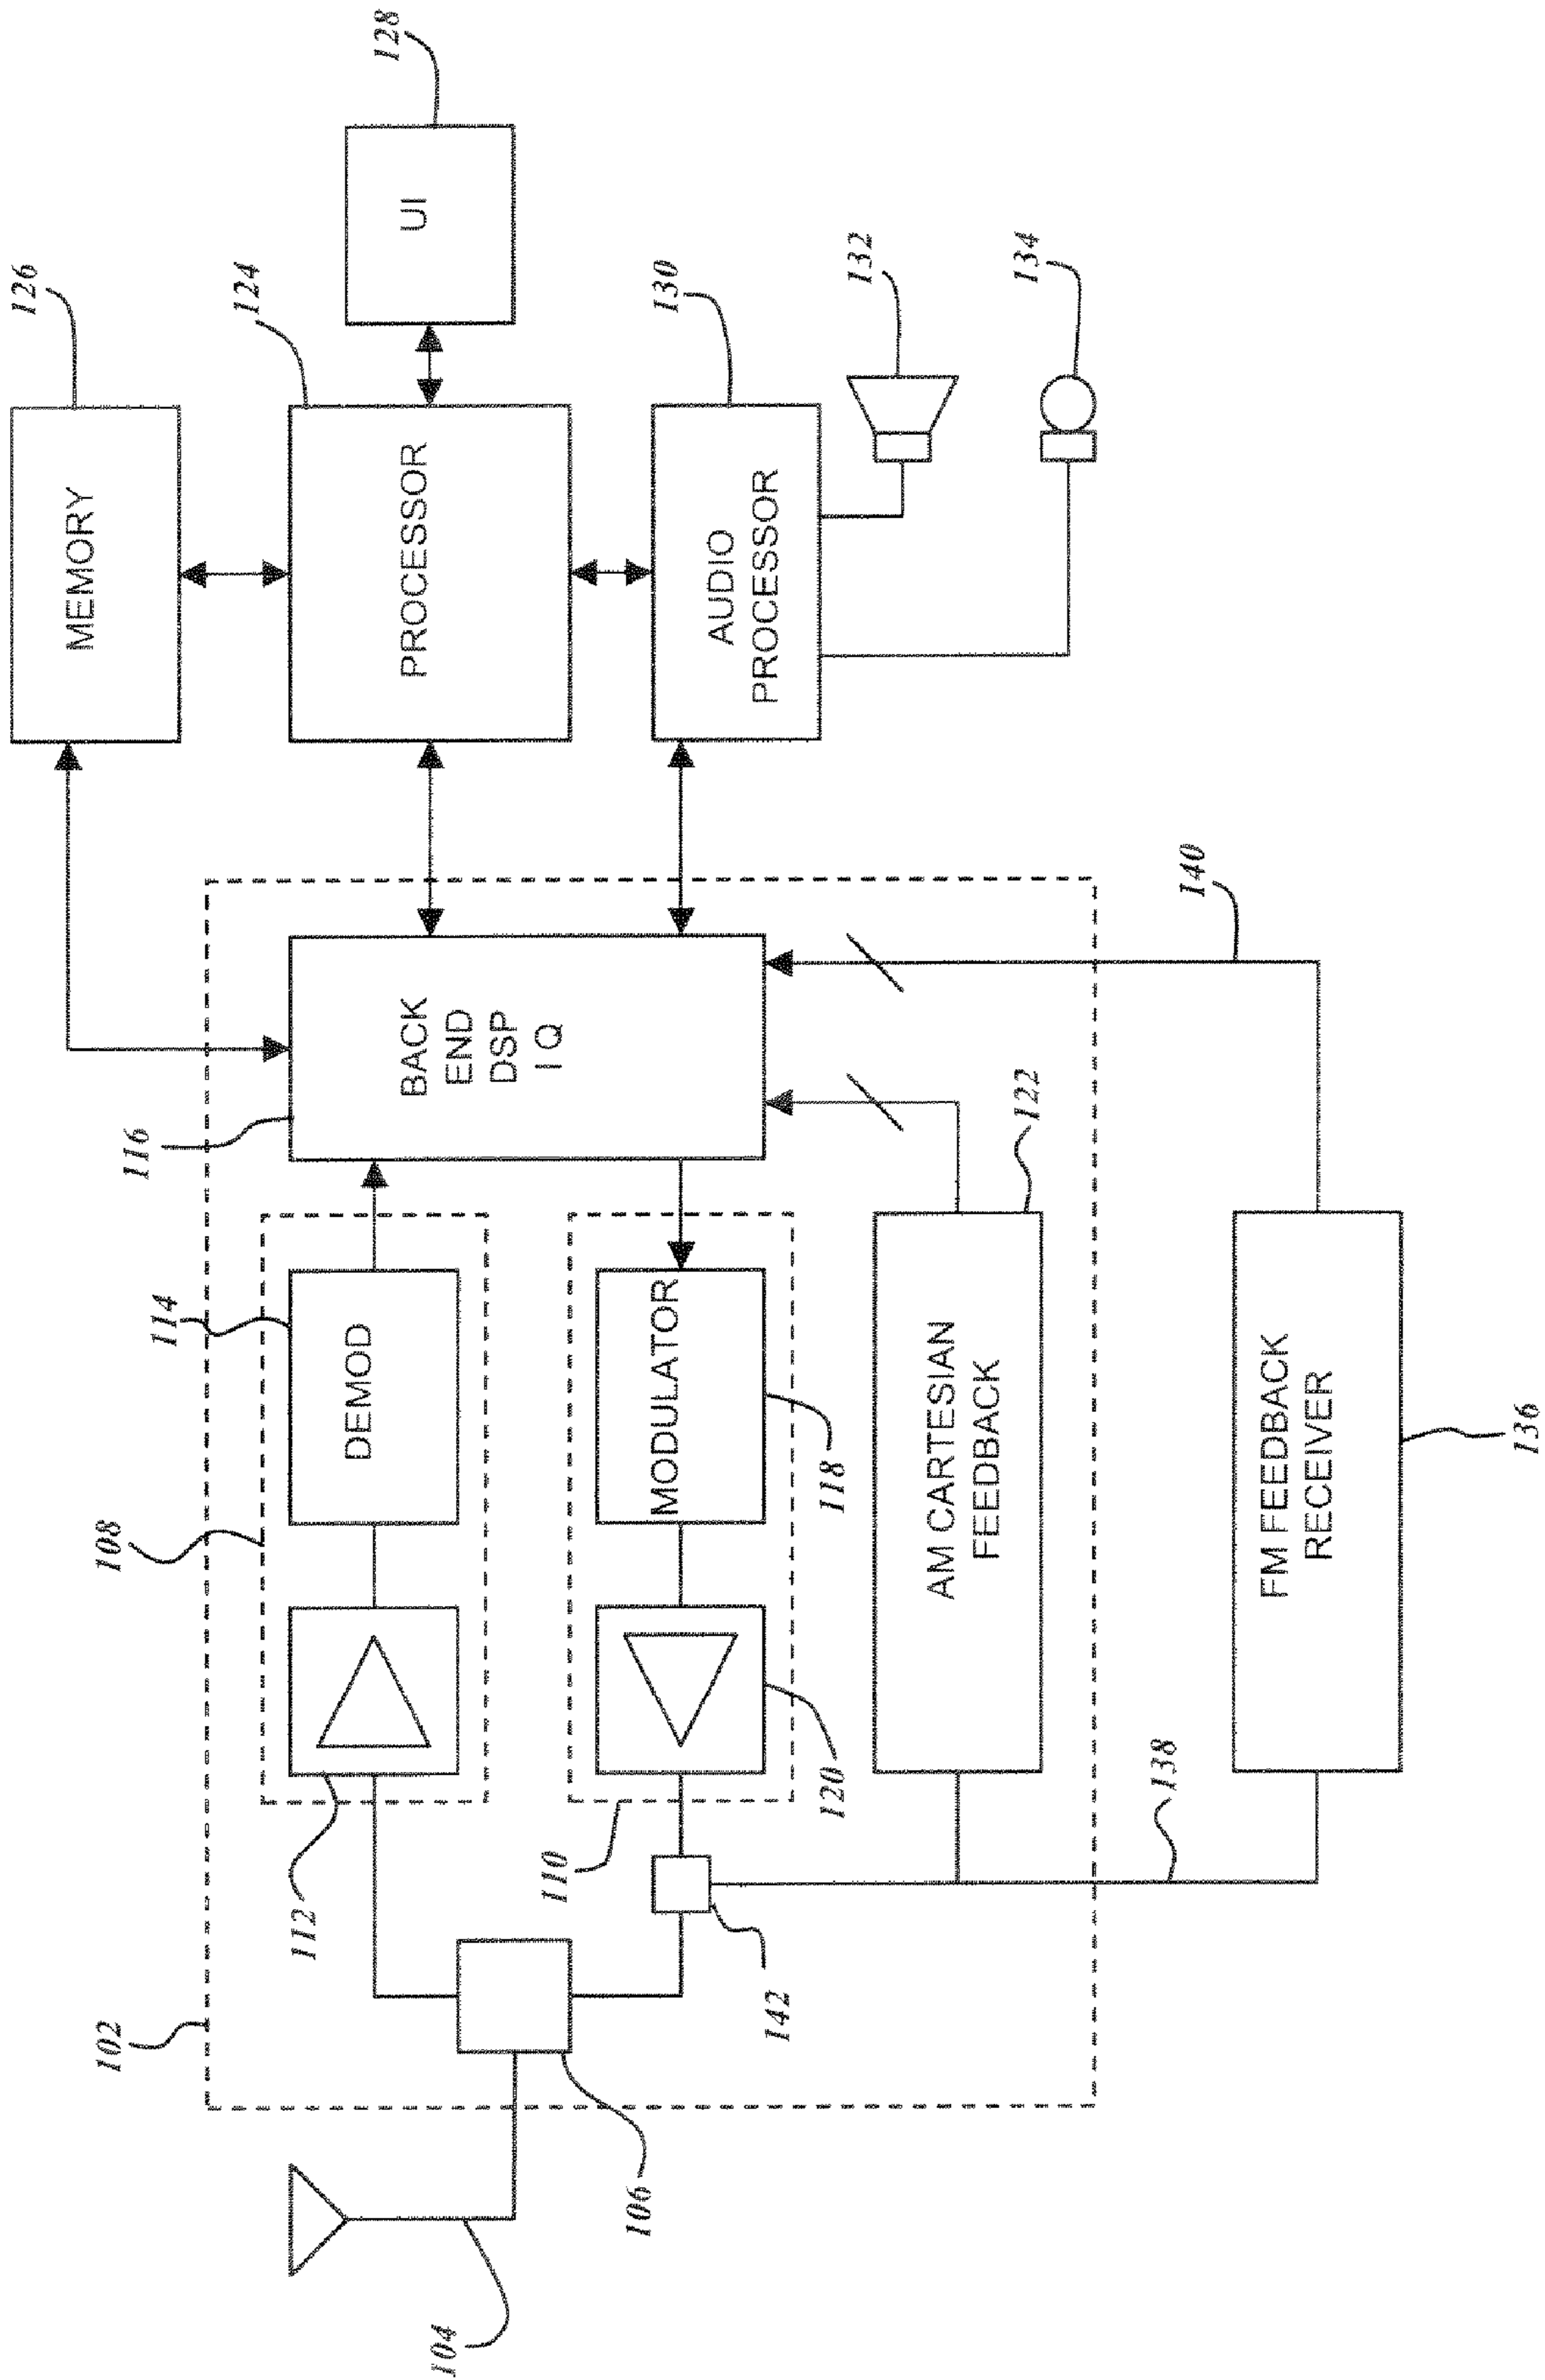 126
MEMORY
124
PROCESSOR
128
UI
130
AUDIO
PROCESSOR
132
134
102
116
BACK
END
DSP
I Q
108
114
DEMOD
112
110
MODULATOR
118
120
AM CARTESIAN
FEEDBACK
122
104
106
142
138
140
FM FEEDBACK
RECEIVER
136